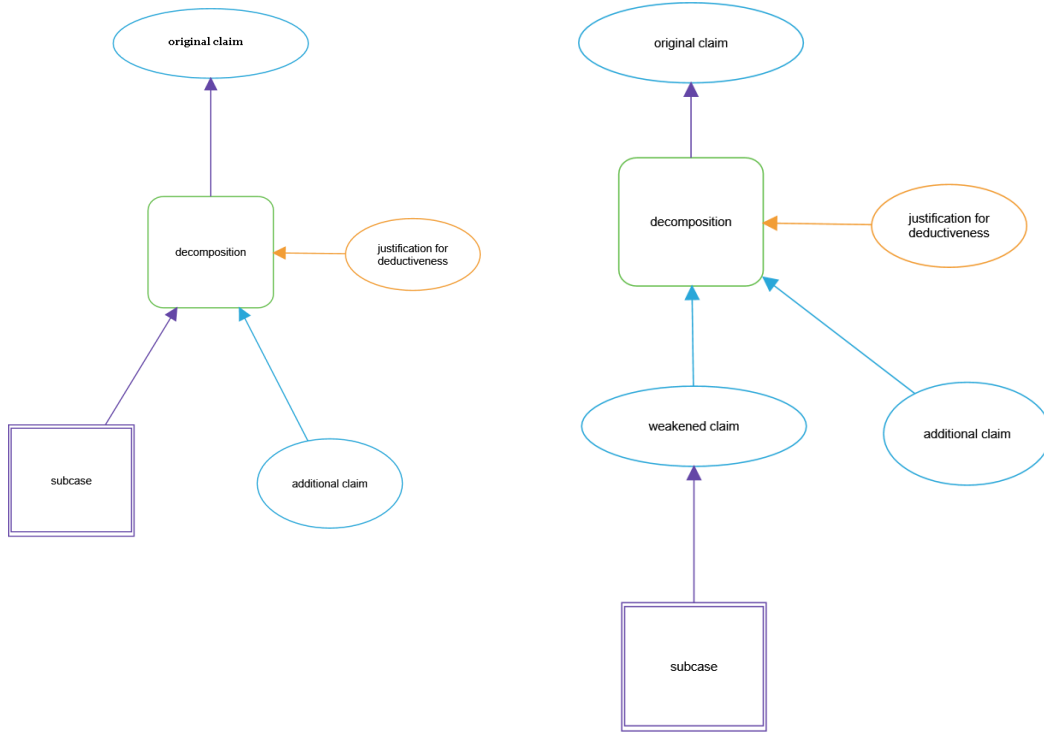 original claim
decomposition
justification for
deductiveness
subcase
additional claim
original claim
decomposition
justification for
deductiveness
weakened claim
additional claim
subcase